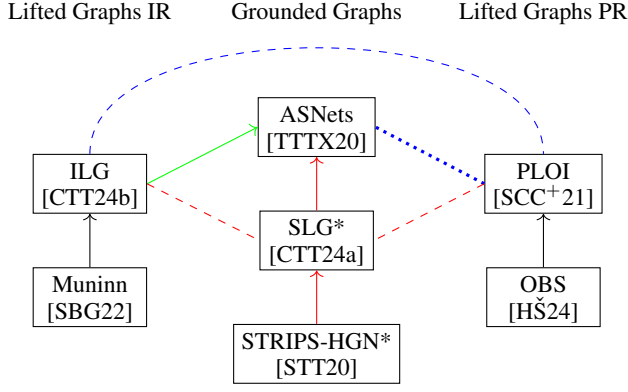 Lifted Graphs IR
Grounded Graphs
Lifted Graphs PR
ASNets
[TTTX20]
ILG
[CTT24b]
PLOI
[SCC+21]
SLG*
[CTT24a]
Muninn
[SBG22]
OBS
[HŠ24]
STRIPS-HGN*
[STT20]